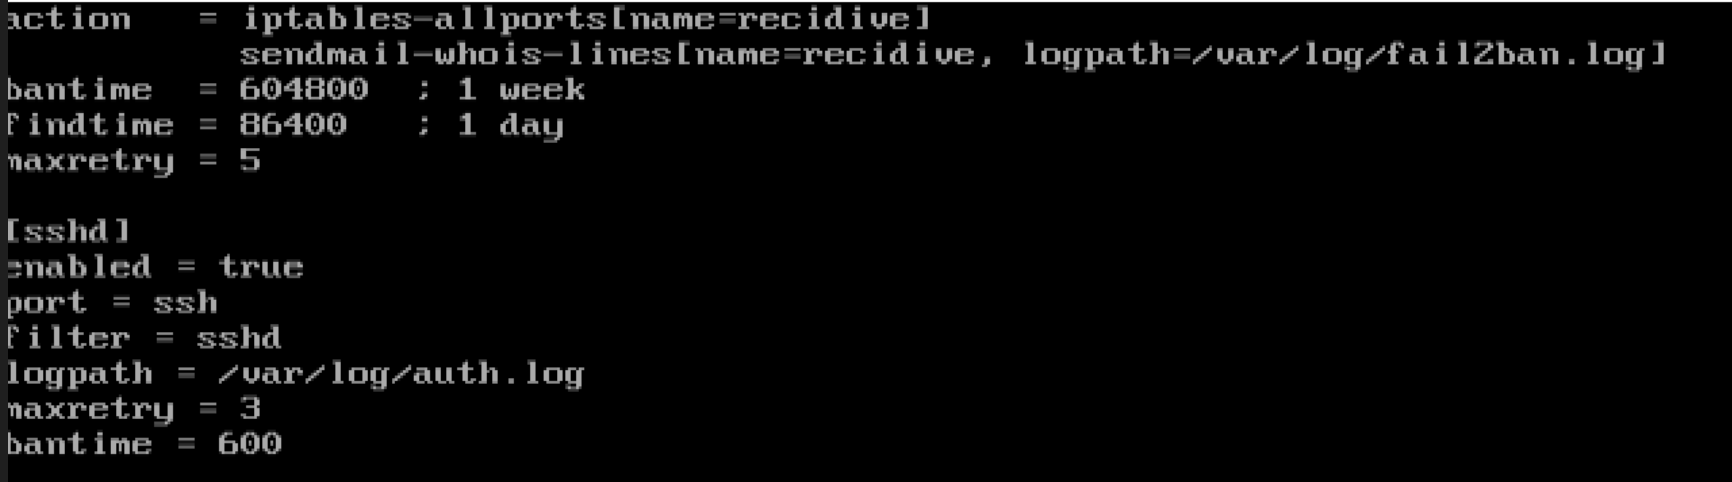 action   = iptables-allports[name=recidive]
           sendmail-whois-lines[name=recidive, logpath=/var/log/fail2ban.log]
bantime  = 604800  ; 1 week
findtime = 86400   ; 1 day
maxretry = 5
[sshd]
enabled = true
port = ssh
filter = sshd
logpath = /var/log/auth.log
maxretry = 3
bantime = 600